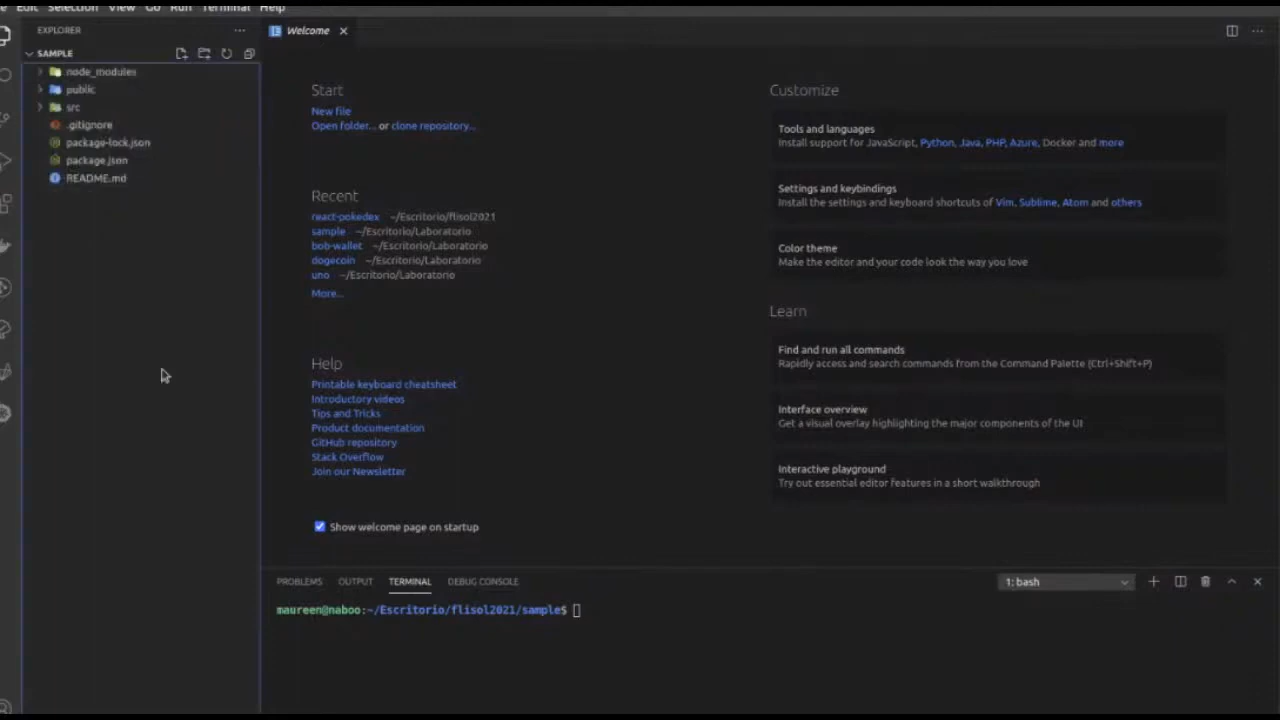 Edit Selection View Go Run Terminal Help
EXPLORER
SAMPLE
node_modules
public
src
.gitignore
package-lock.json
package.json
README.md
Welcome
Start
New file
Open folder... or clone repository...
Recent
react-pokedex ~/Escritorio/flisol2021
sample ~/Escritorio/Laboratorio
bob-wallet ~/Escritorio/Laboratorio
dogecoin ~/Escritorio/Laboratorio
uno ~/Escritorio/Laboratorio
More...
Help
Printable keyboard cheatsheet
Introductory videos
Tips and Tricks
Product documentation
GitHub repository
Stack Overflow
Join our Newsletter
Show welcome page on startup
Customize
Tools and languages
Install support for JavaScript, Python, Java, PHP, Azure, Docker and more
Settings and keybindings
Install the settings and keyboard shortcuts of Vim, Sublime, Atom and others
Color theme
Make the editor and your code look the way you love
Learn
Find and run all commands
Rapidly access and search commands from the Command Palette (Ctrl+Shift+P)
Interface overview
Get a visual overlay highlighting the major components of the UI
Interactive playground
Try out essential editor features in a short walkthrough
PROBLEMS OUTPUT TERMINAL DEBUG CONSOLE
1: bash
maureen@naboo:~/Escritorio/flisol2021/sample$